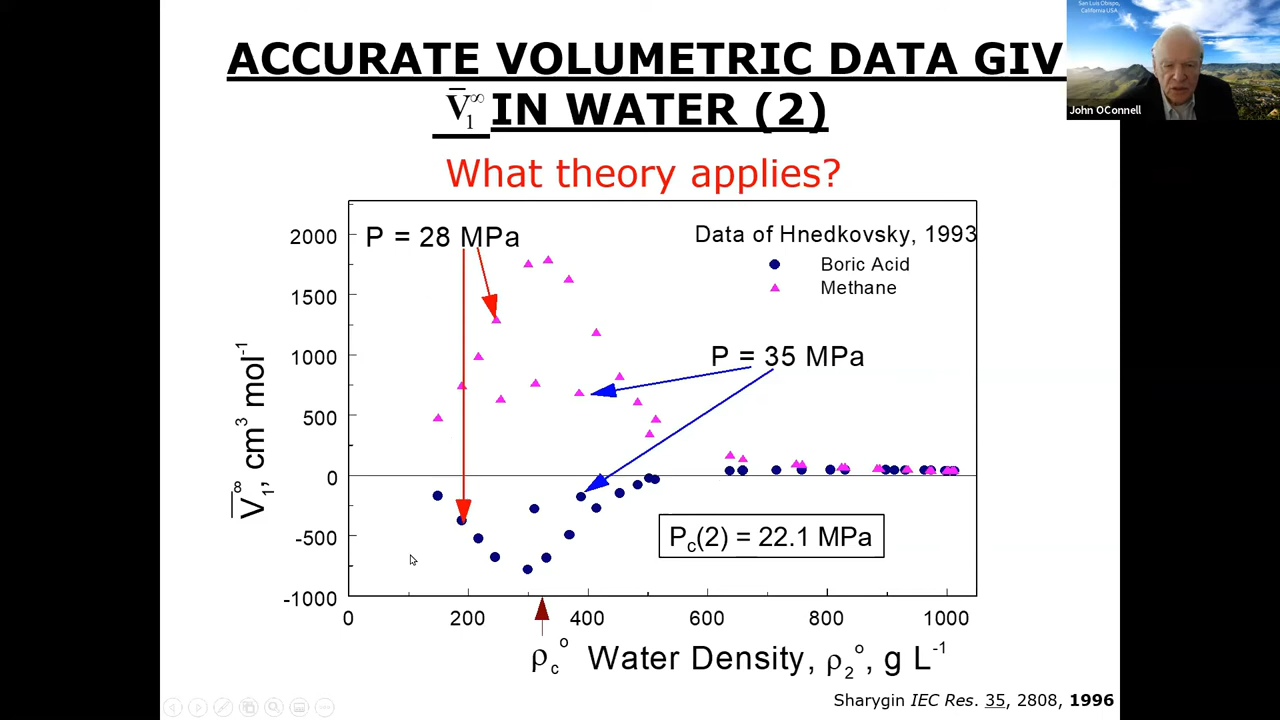 ACCURATE VOLUMETRIC DATA GIV
V̄₁∞ IN WATER (2)
San Luis Obispo,
California USA
John OConnell
What theory applies?
P = 28 MPa
Data of Hnedkovsky, 1993
Boric Acid
Methane
P = 35 MPa
Pc(2) = 22.1 MPa
2000
1500
1000
500
0
-500
-1000
V̄₁∞, cm³ mol⁻¹
0 200 400 600 800 1000
ρc° Water Density, ρ₂°, g L⁻¹
Sharygin IEC Res. 35, 2808, 1996